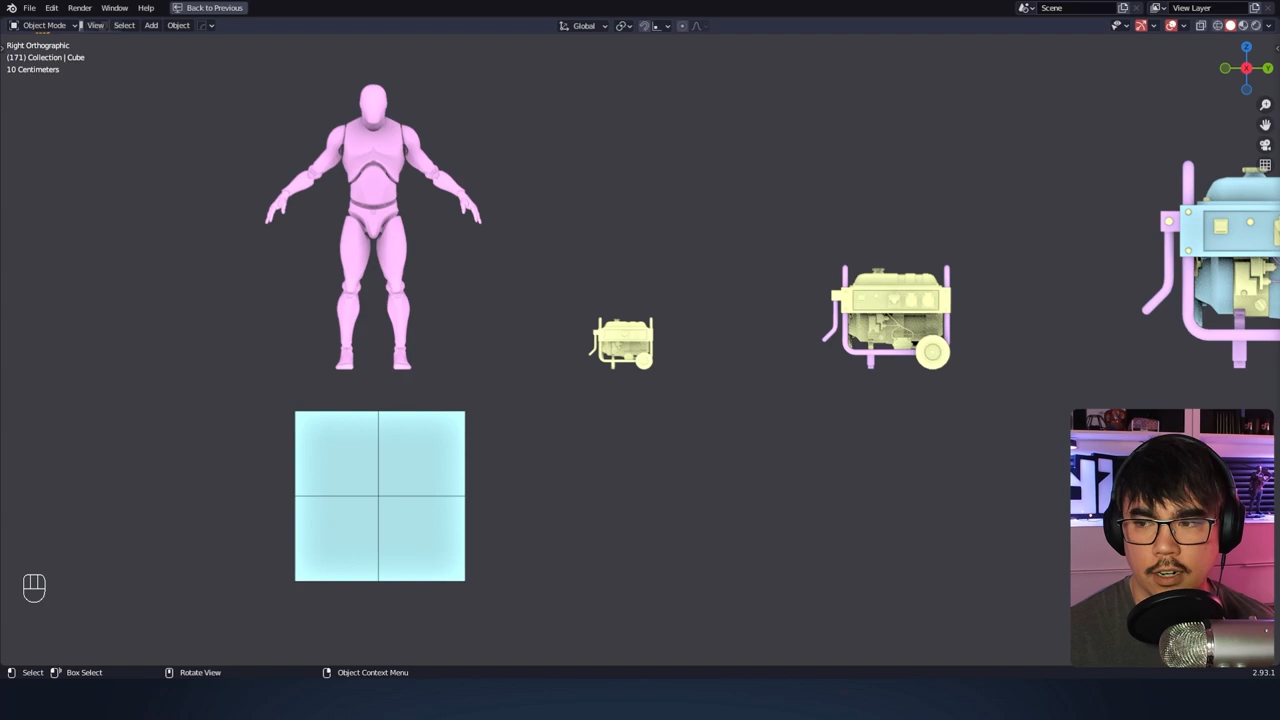 File Edit Render Window Help Back to Previous Scene View Layer
Object Mode View Select Add Object Global
Right Orthographic
(171) Collection | Cube
10 Centimeters
Z
Y
X
Select Box Select Rotate View Object Context Menu 2.93.1